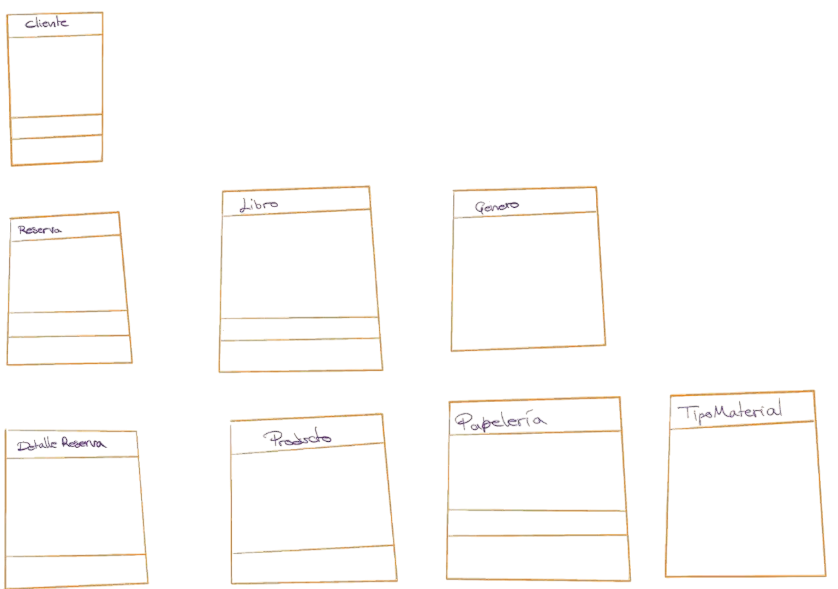 Cliente
Reserva
Libro
Genero
Detalle Reserva
Producto
Papelería
TipoMaterial